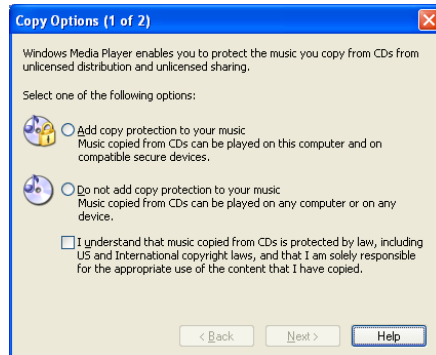 Copy Options (1 of 2)
Windows Media Player enables you to protect the music you copy from CDs from
unlicensed distribution and unlicensed sharing.
Select one of the following options:
Add copy protection to your music
Music copied from CDs can be played on this computer and on
compatible secure devices.
Do not add copy protection to your music
Music copied from CDs can be played on any computer or on any
device.
I understand that music copied from CDs is protected by law, including
US and International copyright laws, and that I am solely responsible
for the appropriate use of the content that I have copied.
< Back Next > Help